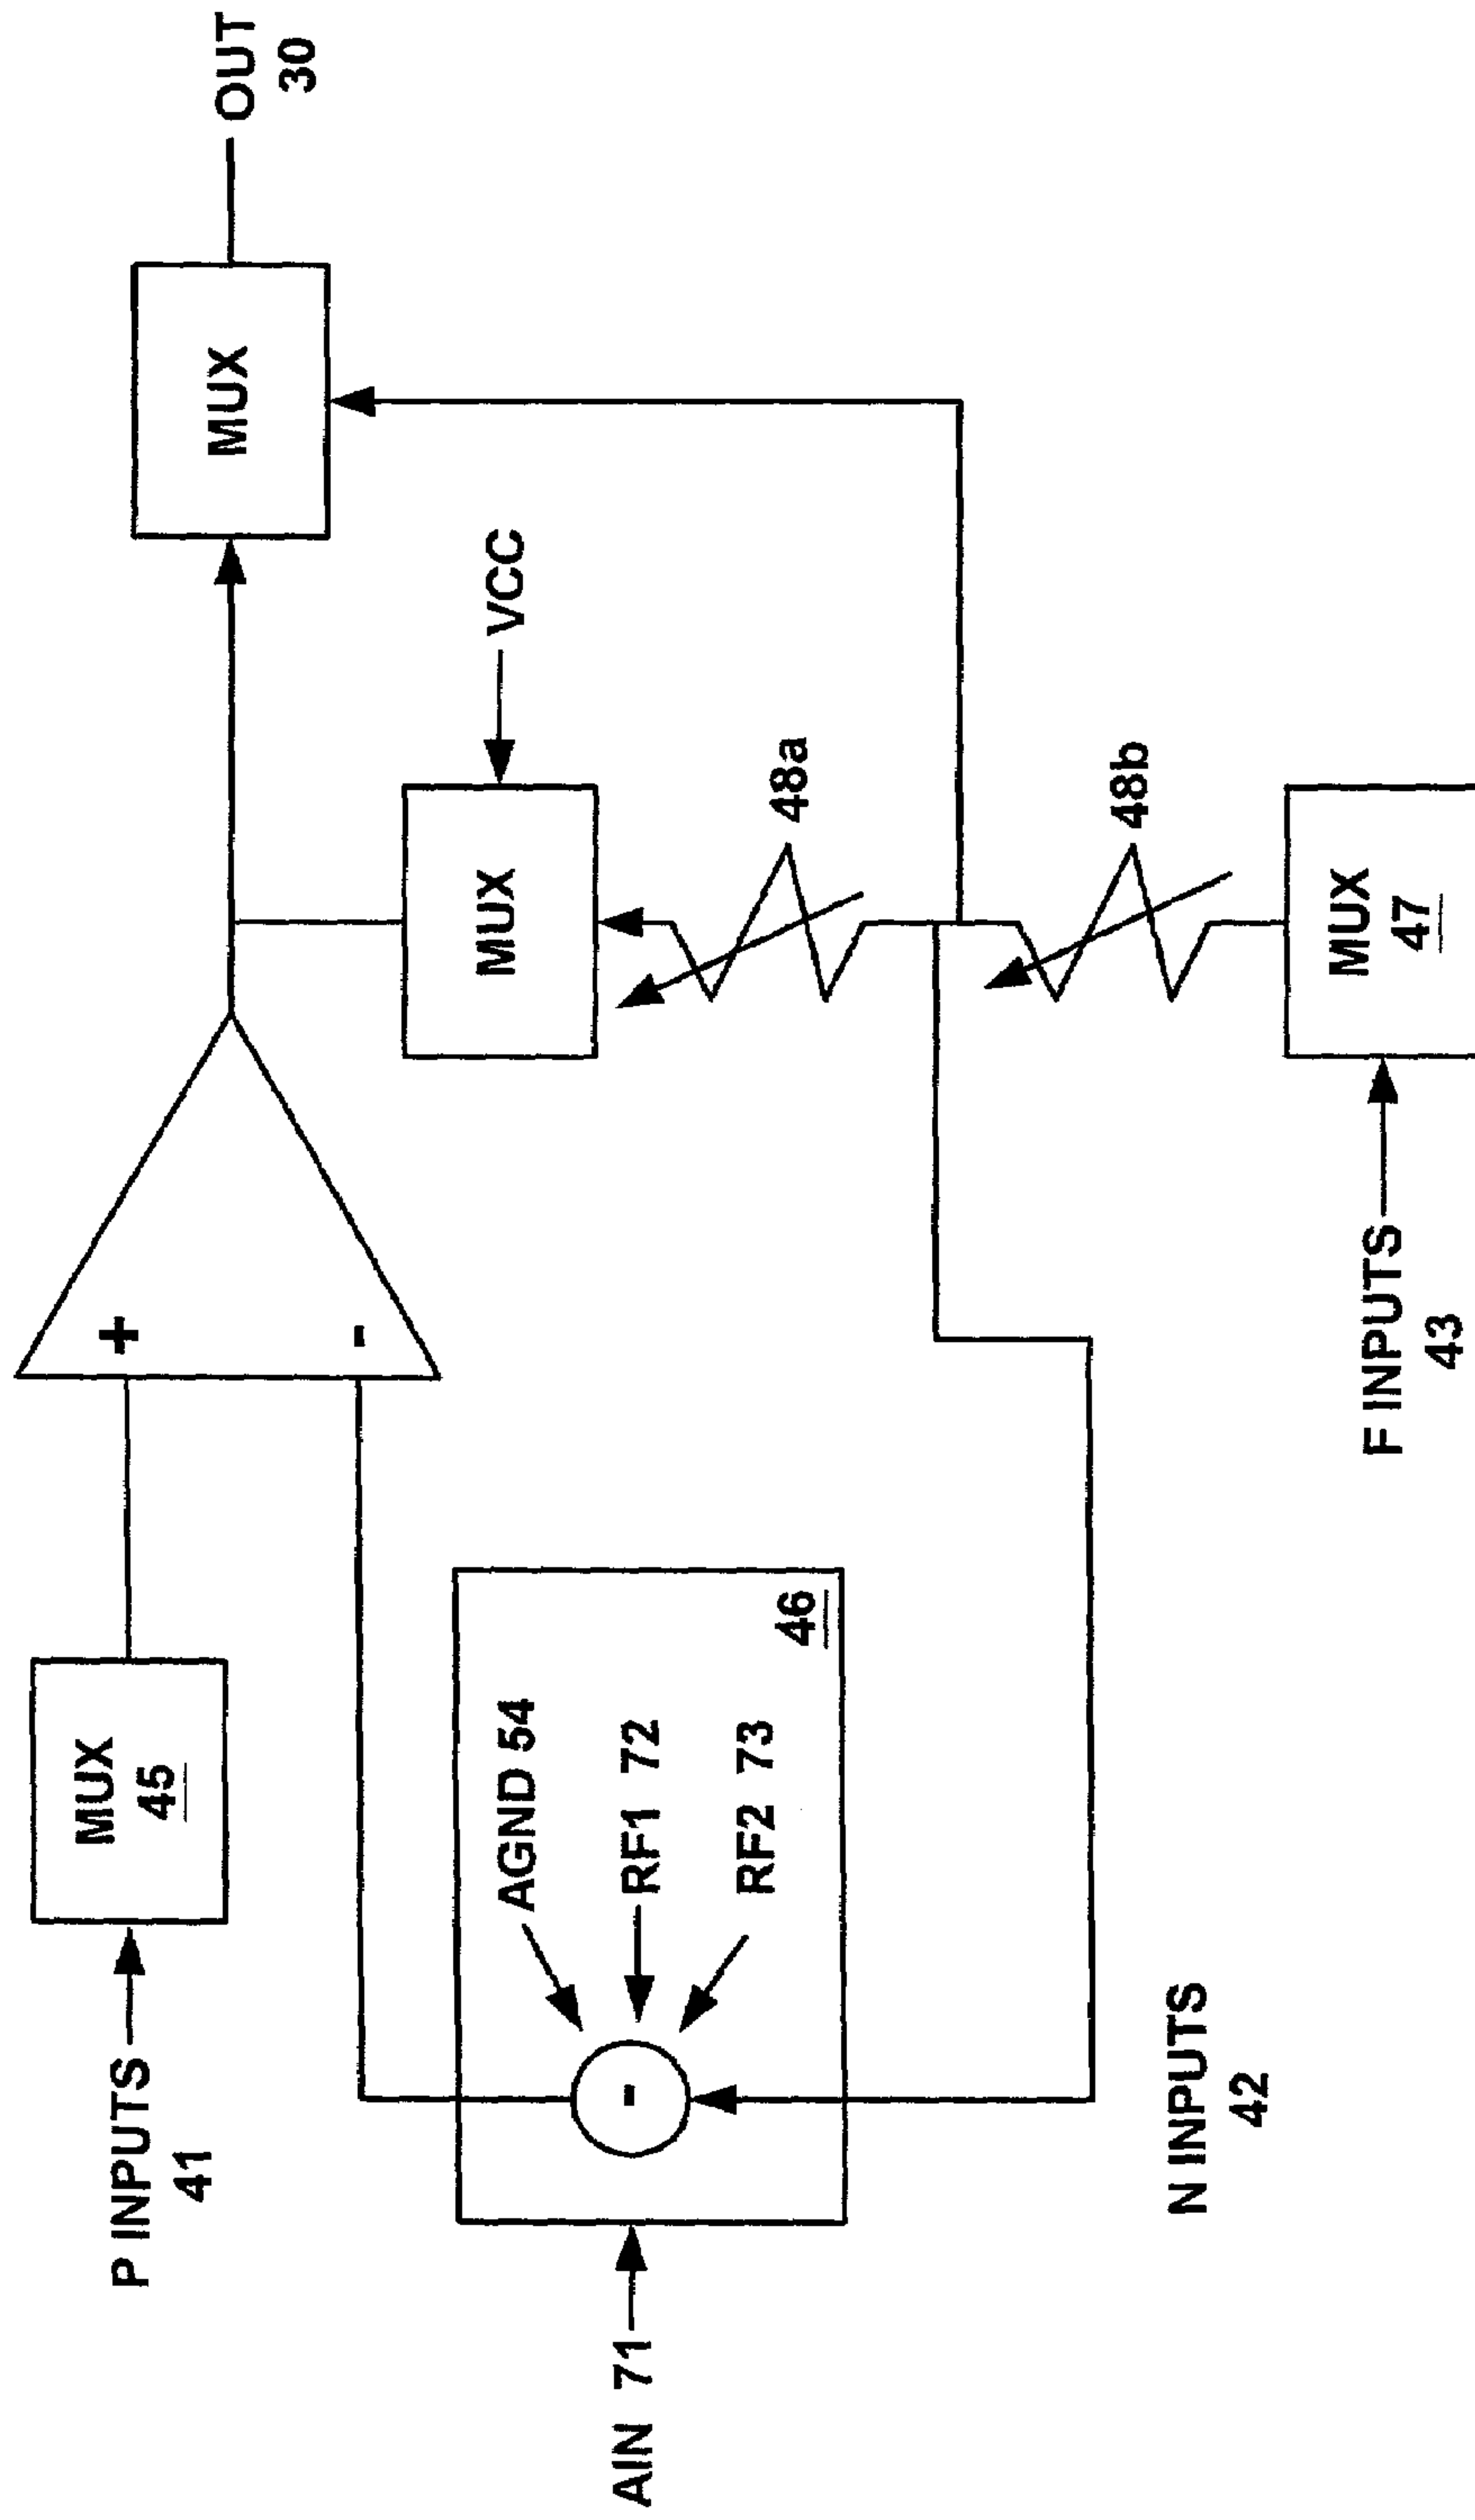 P INPUTS
41
MUX
45
+
-
MUX
OUT
30
AIN 71
-
AGND 54
RF1 72
RF2 73
46
MUX
VCC
48a
48b
N INPUTS
42
F INPUTS
43
MUX
47